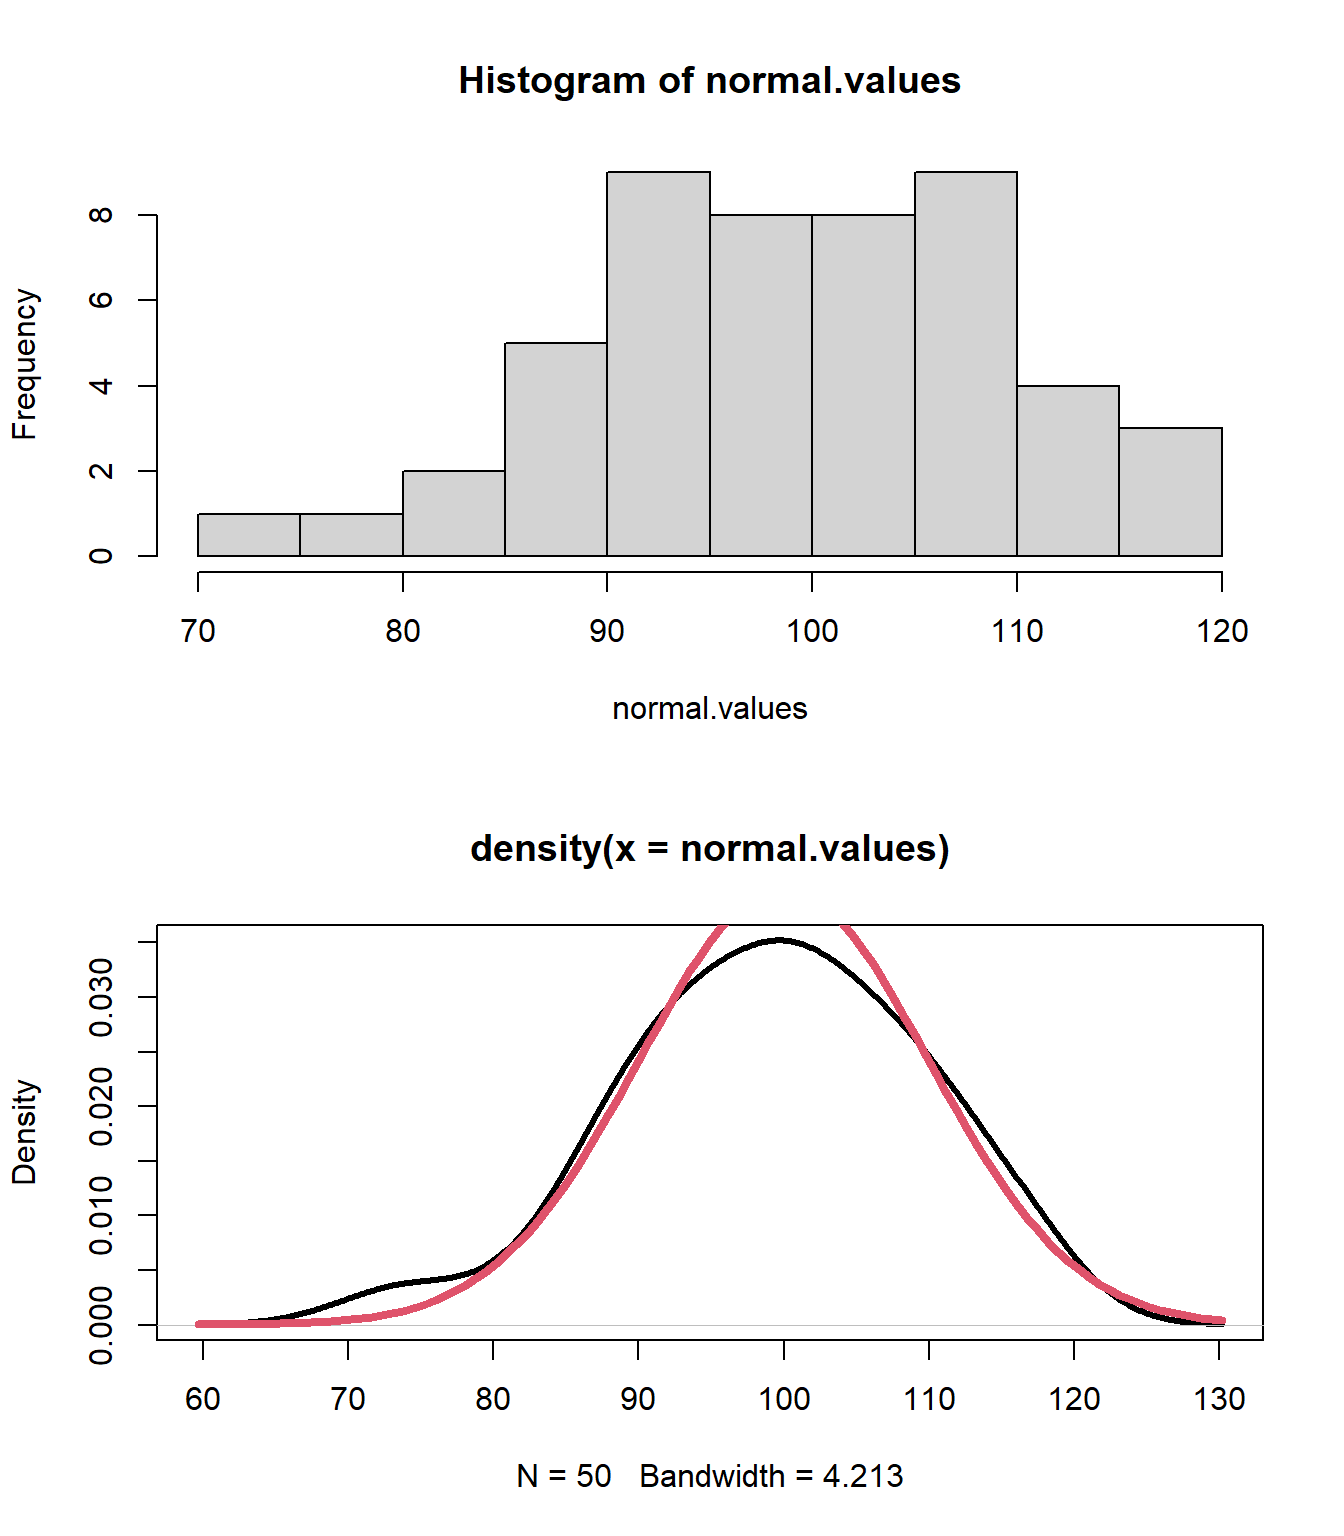 Histogram of normal.values
Frequency
8
6
4
2
0
70 80 90 100 110 120
normal.values
density(x = normal.values)
Density
0.030
0.020
0.010
0.000
60 70 80 90 100 110 120 130
N = 50 Bandwidth = 4.213